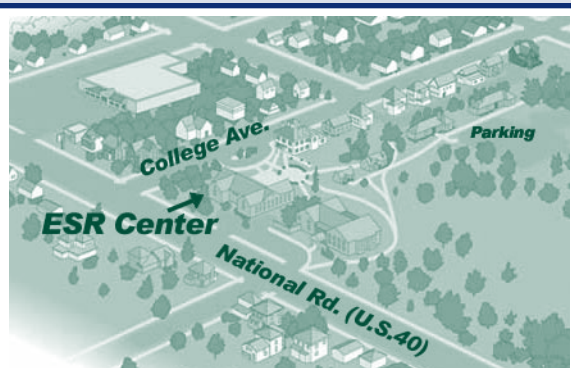 Parking
College Ave.
ESR Center
National Rd. (U.S.40)